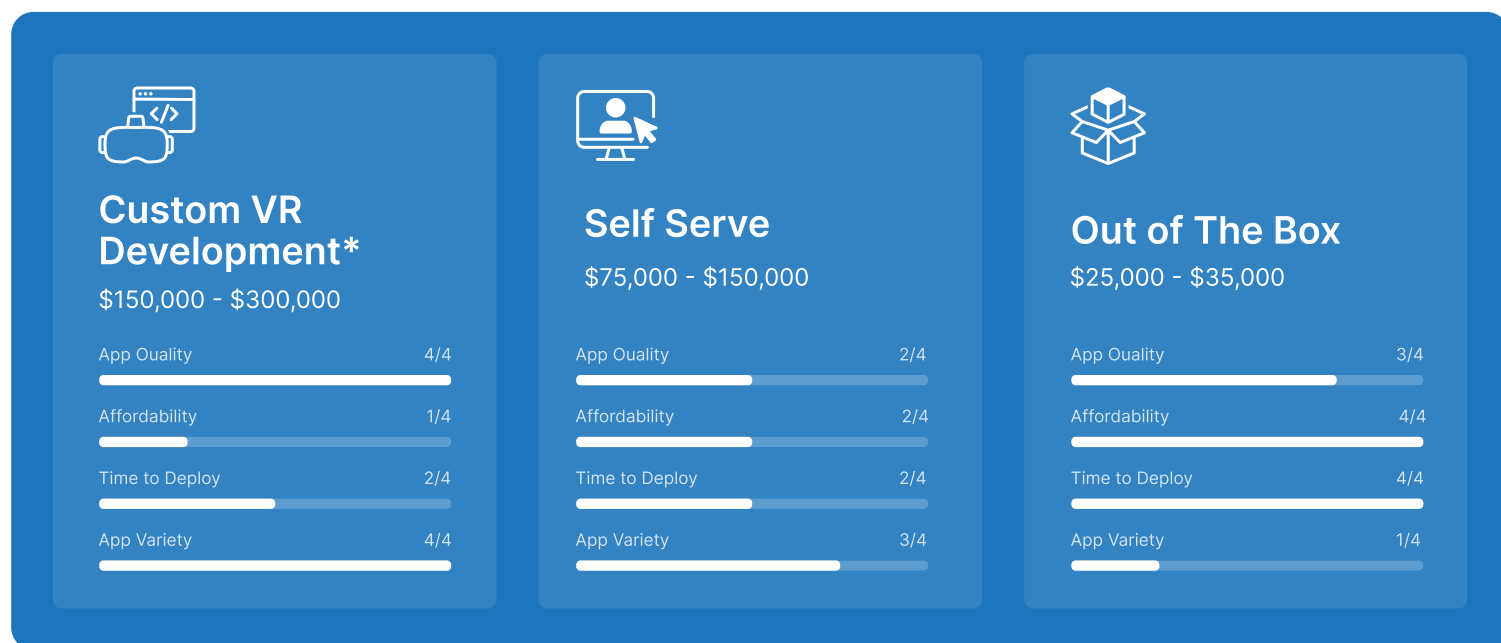 Custom VR
Development*
$150,000 - $300,000
App Quality 4/4
Affordability 1/4
Time to Deploy 2/4
App Variety 4/4
Self Serve
$75,000 - $150,000
App Quality 2/4
Affordability 2/4
Time to Deploy 2/4
App Variety 3/4
Out of The Box
$25,000 - $35,000
App Quality 3/4
Affordability 4/4
Time to Deploy 4/4
App Variety 1/4